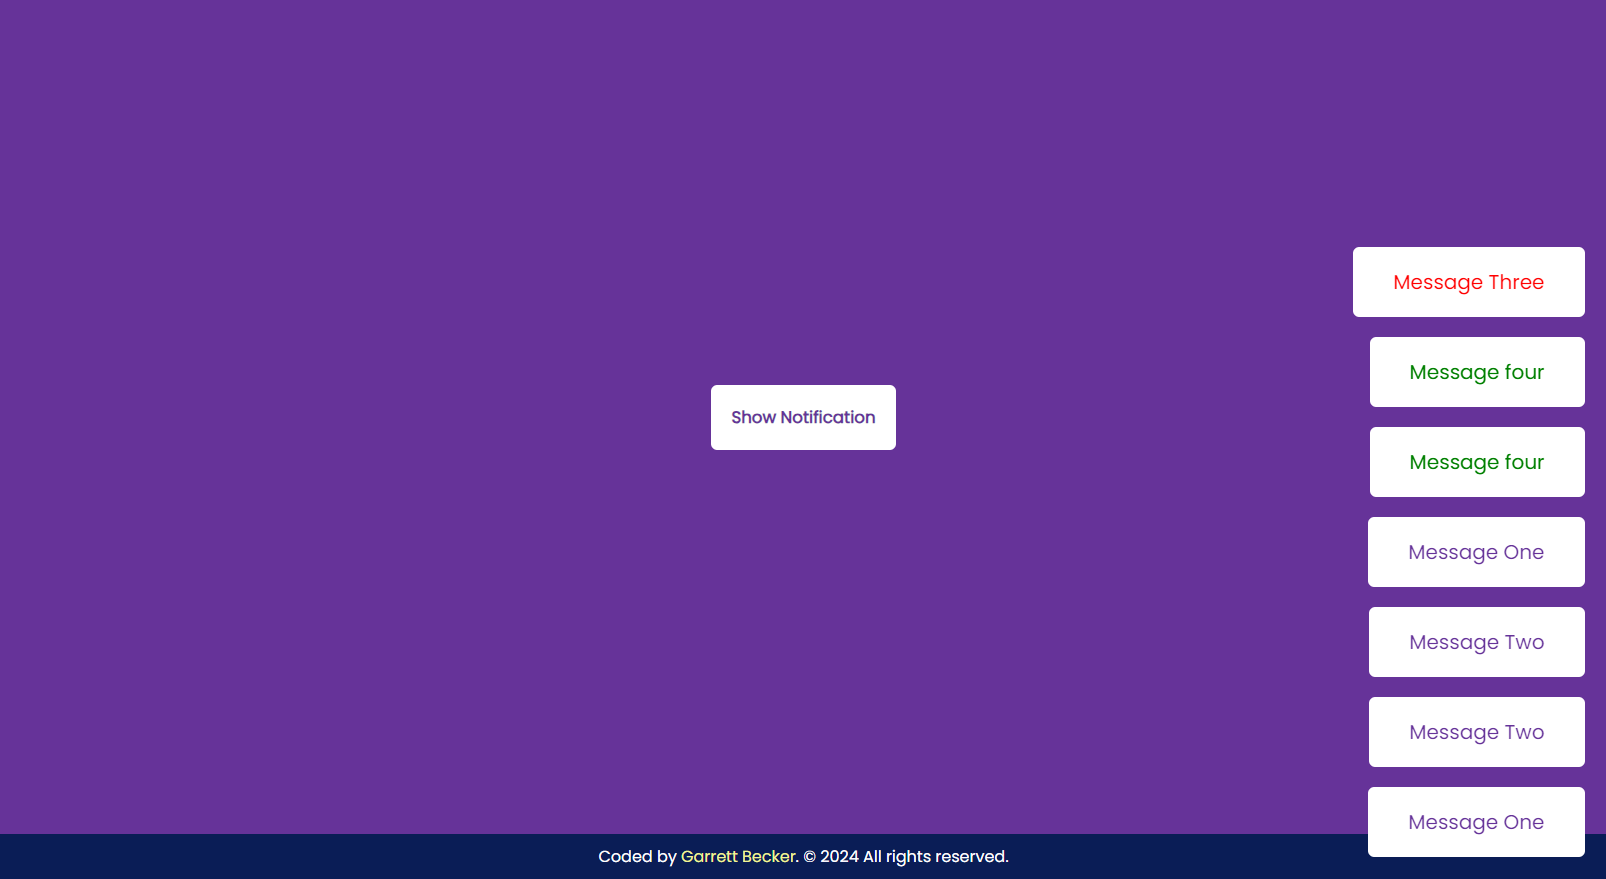 Message Three
Message four
Show Notification
Message four
Message One
Message Two
Message Two
Message One
Coded by Garrett Becker. © 2024 All rights reserved.